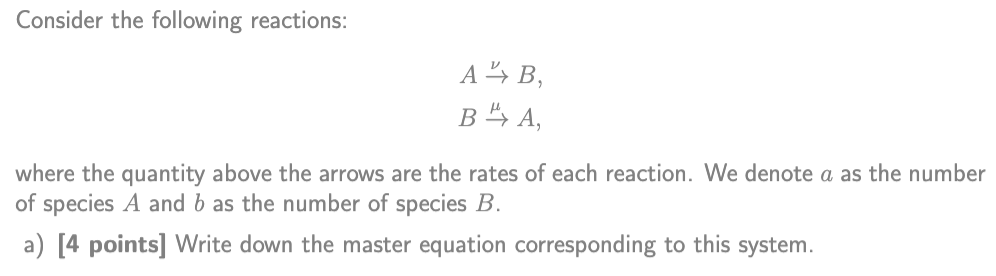 Consider the following reactions:
A \xrightarrow{ν} B,
B \xrightarrow{μ} A,
where the quantity above the arrows are the rates of each reaction. We denote a as the number
of species A and b as the number of species B.
a) [4 points] Write down the master equation corresponding to this system.